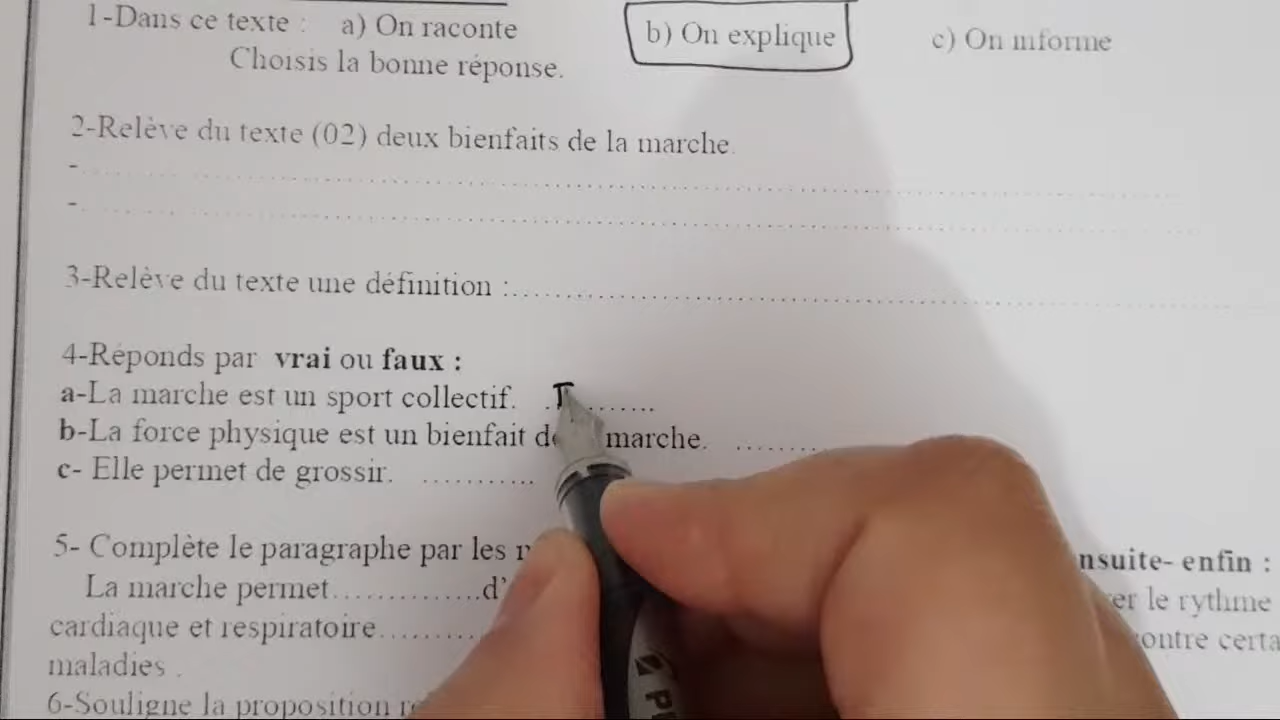 1-Dans ce texte : a) On raconte b) On explique c) On informe
Choisis la bonne réponse.
2-Relève du texte (02) deux bienfaits de la marche.
-..............................
-..............................
3-Relève du texte une définition :..............................
4-Réponds par vrai ou faux :
a-La marche est un sport collectif. ...........
b-La force physique est un bienfait marche. .........
c- Elle permet de grossir. ...........
5- Complète le paragraphe par les ensuite- enfin :
La marche permet..............d' le rythme
cardiaque et respiratoire......... contre
maladies .
6-Souligne la proposition